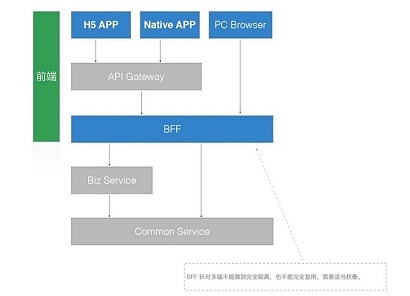 H5 APP
Native APP
PC Browser
前端
API Gateway
BFF
Biz Service
Common Service
BFF 针对多端不能做到完全隔离，也不能完全复用，需要适当权衡。